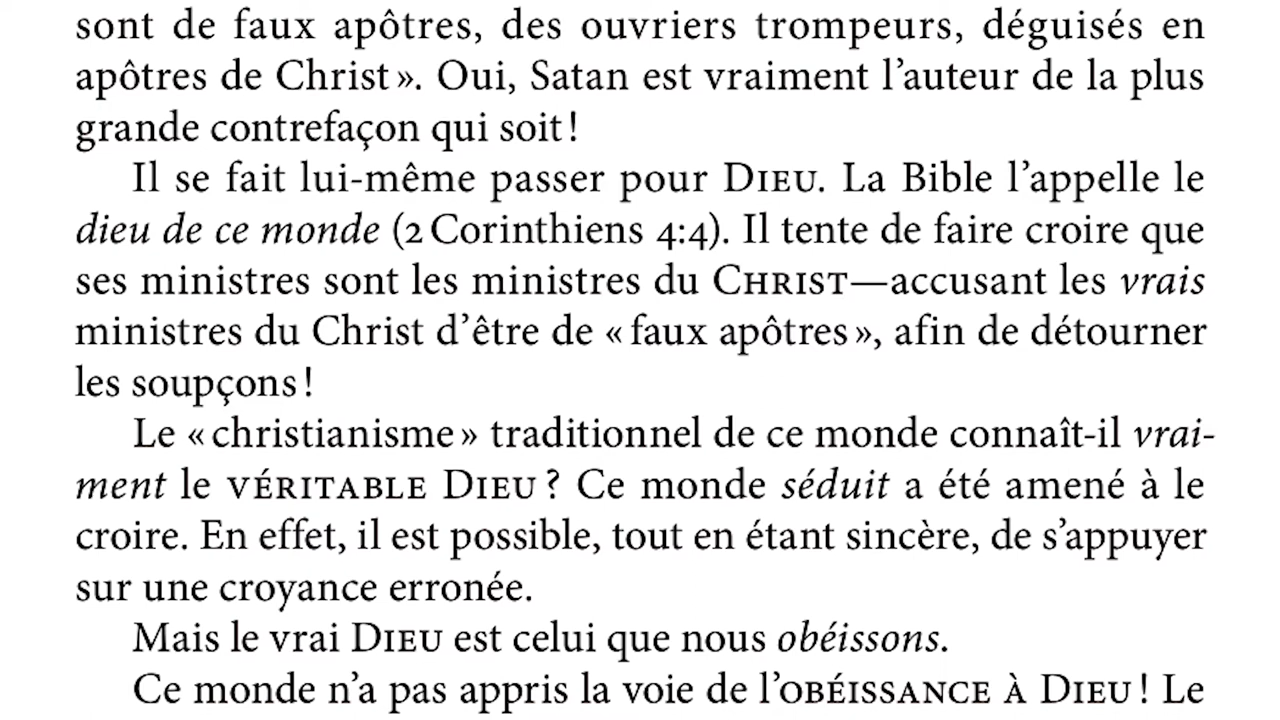 sont de faux apôtres, des ouvriers trompeurs, déguisés en
apôtres de Christ ». Oui, Satan est vraiment l’auteur de la plus
grande contrefaçon qui soit !
Il se fait lui-même passer pour DIEU. La Bible l’appelle le
dieu de ce monde (2 Corinthiens 4:4). Il tente de faire croire que
ses ministres sont les ministres du CHRIST—accusant les vrais
ministres du Christ d’être de « faux apôtres », afin de détourner
les soupçons !
Le « christianisme » traditionnel de ce monde connaît-il vrai-
ment le VÉRITABLE DIEU ? Ce monde séduit a été amené à le
croire. En effet, il est possible, tout en étant sincère, de s’appuyer
sur une croyance erronée.
Mais le vrai DIEU est celui que nous obéissons.
Ce monde n’a pas appris la voie de l’OBÉISSANCE À DIEU ! Le